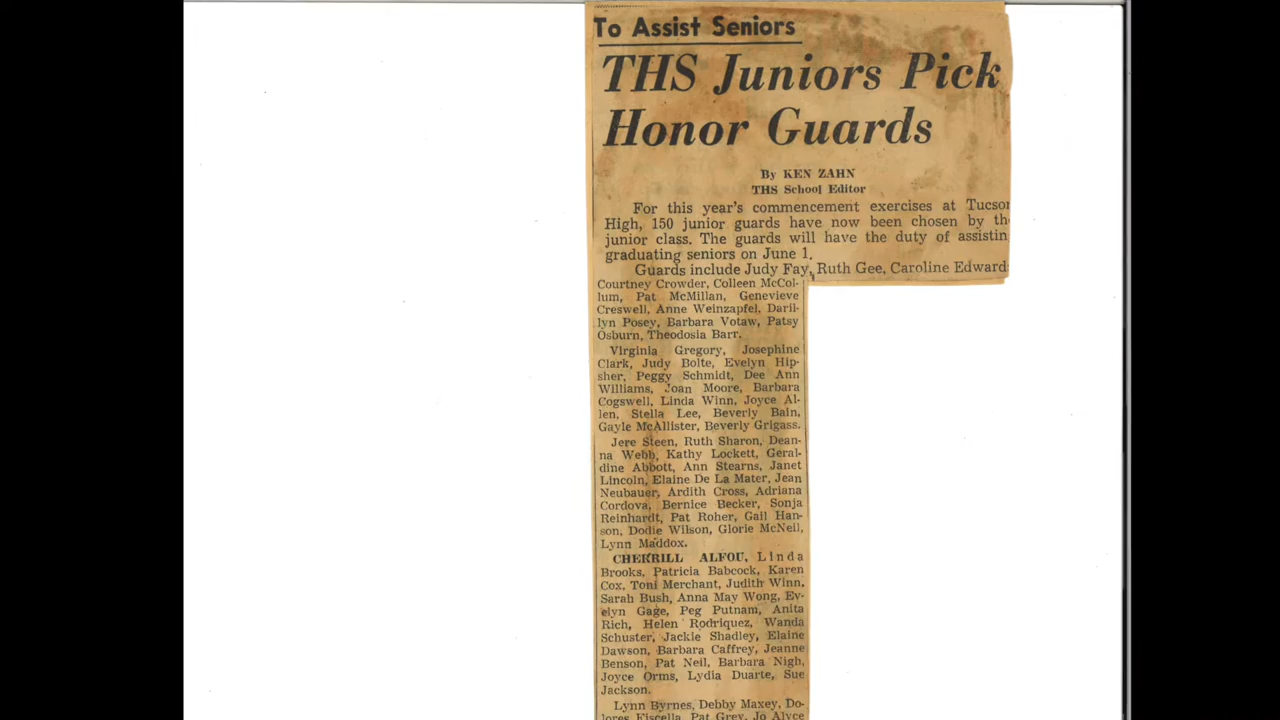 To Assist Seniors
THS Juniors Pick
Honor Guards
By KEN ZAHN
THS School Editor
For this year's commencement exercises at Tucson
High, 150 junior guards have now been chosen by th
junior class. The guards will have the duty of assistin
graduating seniors on June 1.
Guards include Judy Fay, Ruth Gee, Caroline Edward
Courtney Crowder, Colleen McCol-
lum, Pat McMillan, Genevieve
Creswell, Anne Weinzapfel, Daril-
lyn Posey, Barbara Votaw, Patsy
Osburn, Theodosia Barr.
Virginia Gregory, Josephine
Clark, Judy Bolte, Evelyn Hip-
sher, Peggy Schmidt, Dee Ann
Williams, Joan Moore, Barbara
Cogswell, Linda Winn, Joyce Al-
len, Stella Lee, Beverly Bain,
Gayle McAllister, Beverly Grigass.
Jere Steen, Ruth Sharon, Dean-
na Webb, Kathy Lockett, Geral-
dine Abbott, Ann Stearns, Janet
Lincoln, Elaine De La Mater, Jean
Neubauer, Ardith Cross, Adriana
Cordova, Bernice Becker, Sonja
Reinhardt, Pat Roher, Gail Han-
son, Dodie Wilson, Glorie McNeil,
Lynn Maddox.
CHERRILL ALFOU, Linda
Brooks, Patricia Babcock, Karen
Cox, Toni Merchant, Judith Winn,
Sarah Bush, Anna May Wong, Ev-
elyn Gage, Peg Putnam, Anita
Rich, Helen Rodriquez, Wanda
Schuster, Jackie Shadley, Elaine
Dawson, Barbara Caffrey, Jeanne
Benson, Pat Neil, Barbara Nigh,
Joyce Orms, Lydia Duarte, Sue
Jackson.
Lynn Byrnes, Debby Maxey, Do-
lores Fiscella, Pat Grey, Jo Alyce